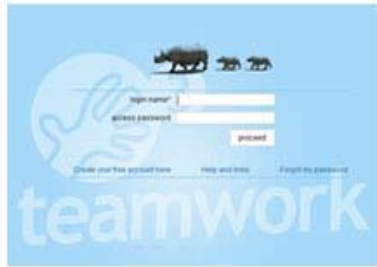 login name*
access password
proceed
Create your free account here Help and hints Forgot my password
teamwork